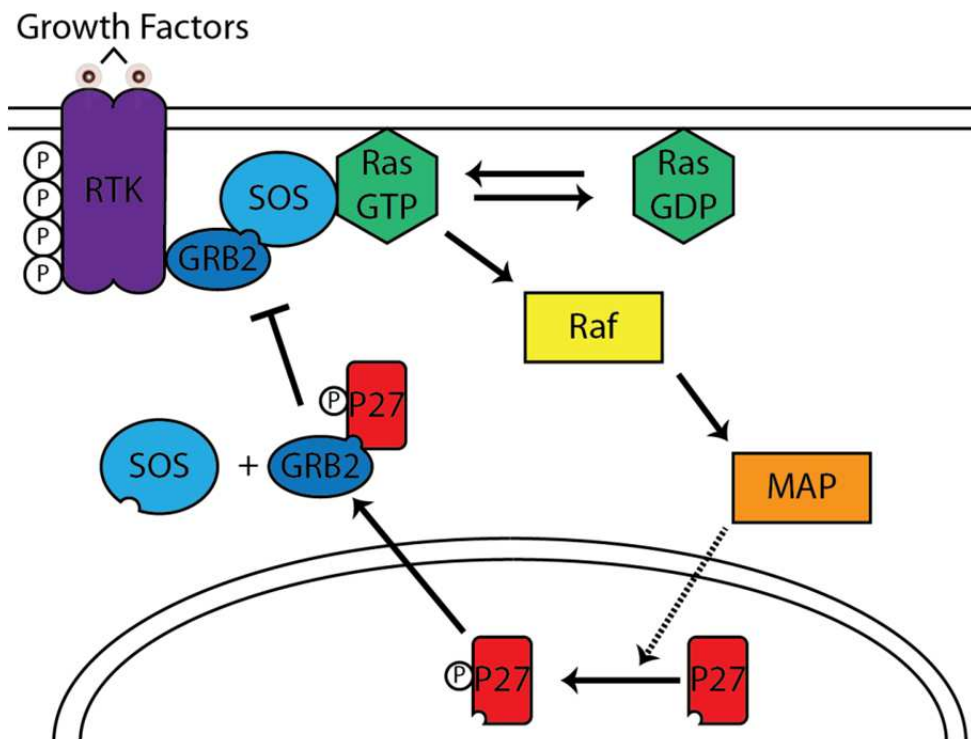 Growth Factors
P
P
P
P
RTK
SOS
GRB2
Ras
GTP
Ras
GDP
Raf
P
P27
SOS
+
GRB2
MAP
P
P27
P27